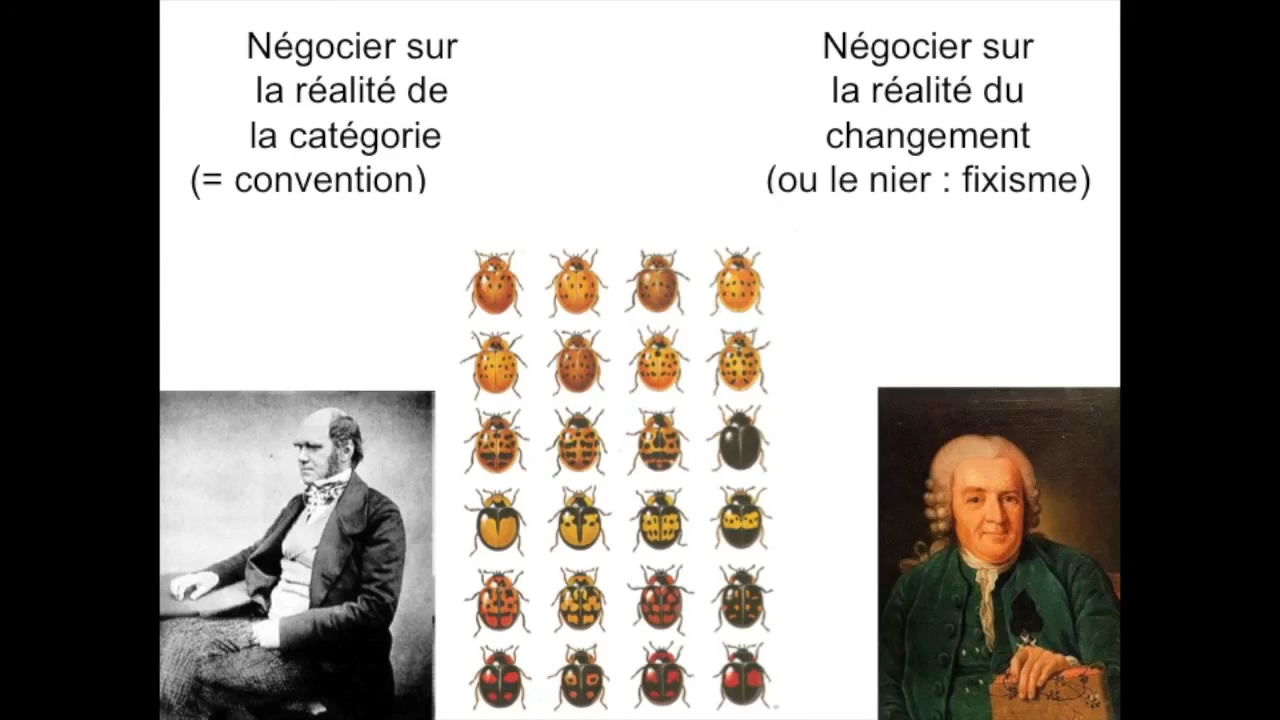 Négocier sur
la réalité de
la catégorie
(= convention)
Négocier sur
la réalité du
changement
(ou le nier : fixisme)